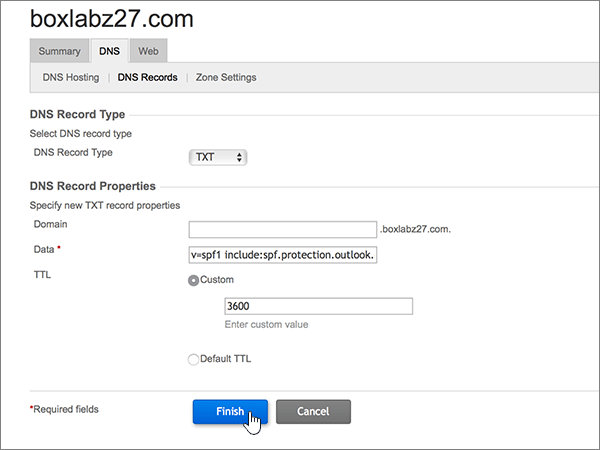 boxlabz27.com
Summary DNS Web
DNS Hosting DNS Records Zone Settings
DNS Record Type
Select DNS record type
DNS Record Type TXT
DNS Record Properties
Specify new TXT record properties
Domain .boxlabz27.com.
Data * v=spf1 include:spf.protection.outlook.
TTL Custom
3600
Enter custom value
Default TTL
*Required fields Finish Cancel